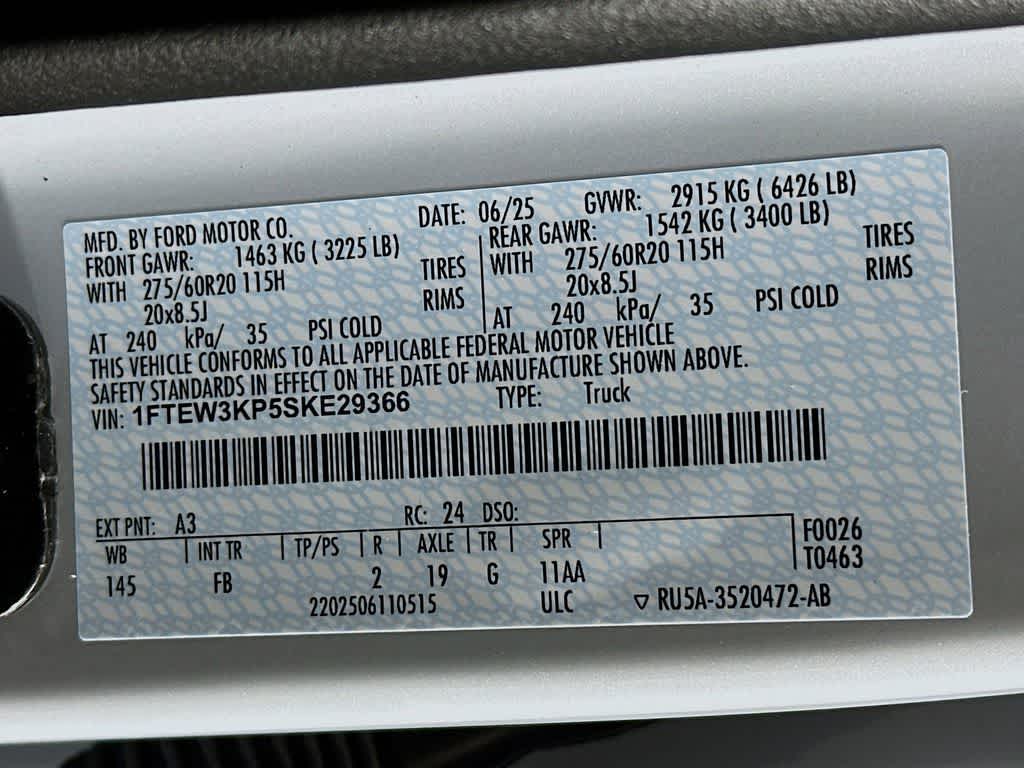 MFD. BY FORD MOTOR CO. DATE: 06/25 GVWR: 2915 KG ( 6426 LB)
FRONT GAWR: 1463 KG ( 3225 LB) REAR GAWR: 1542 KG ( 3400 LB)
WITH 275/60R20 115H TIRES WITH 275/60R20 115H TIRES
20x8.5J RIMS 20x8.5J RIMS
AT 240 kPa/ 35 PSI COLD AT 240 kPa/ 35 PSI COLD
THIS VEHICLE CONFORMS TO ALL APPLICABLE FEDERAL MOTOR VEHICLE
SAFETY STANDARDS IN EFFECT ON THE DATE OF MANUFACTURE SHOWN ABOVE.
VIN: 1FTEW3KP5SKE29366 TYPE: Truck
EXT PNT: A3 RC: 24 DSO:
WB INT TR TP/PS R AXLE TR SPR F0026
145 FB 2 19 G 11AA T0463
2202506110515 ULC ▽ RU5A-3520472-AB